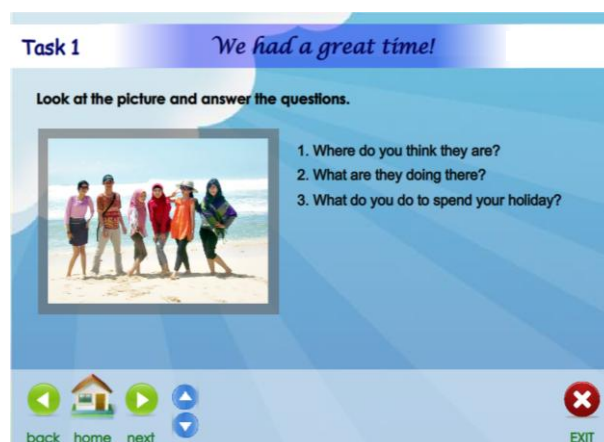 Task 1
We had a great time!
Look at the picture and answer the questions.
1. Where do you think they are?
2. What are they doing there?
3. What do you do to spend your holiday?
back home next
EXIT